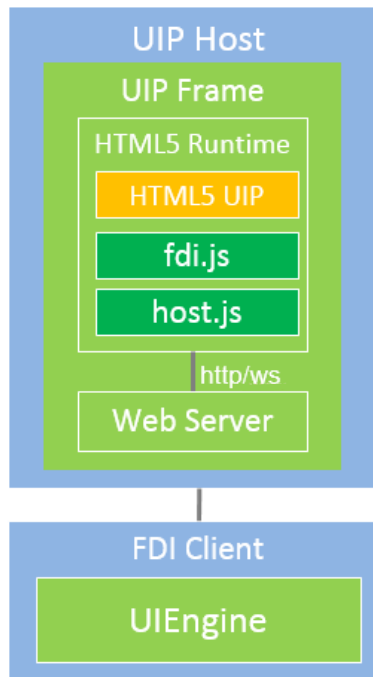 UIP Host
UIP Frame
HTML5 Runtime
HTML5 UIP
fdi.js
host.js
http/ws
Web Server
FDI Client
UIEngine